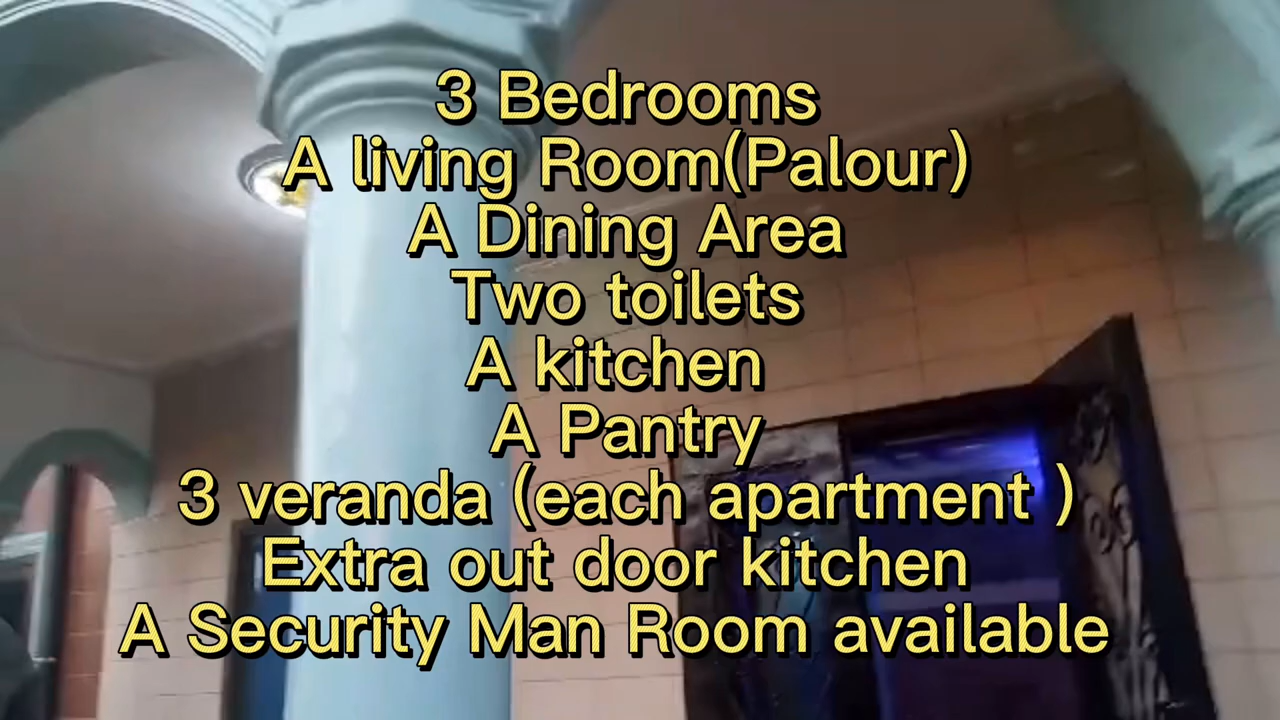 3 Bedrooms
A living Room(Palour)
A Dining Area
Two toilets
A kitchen
A Pantry
3 veranda (each apartment )
Extra out door kitchen
A Security Man Room available